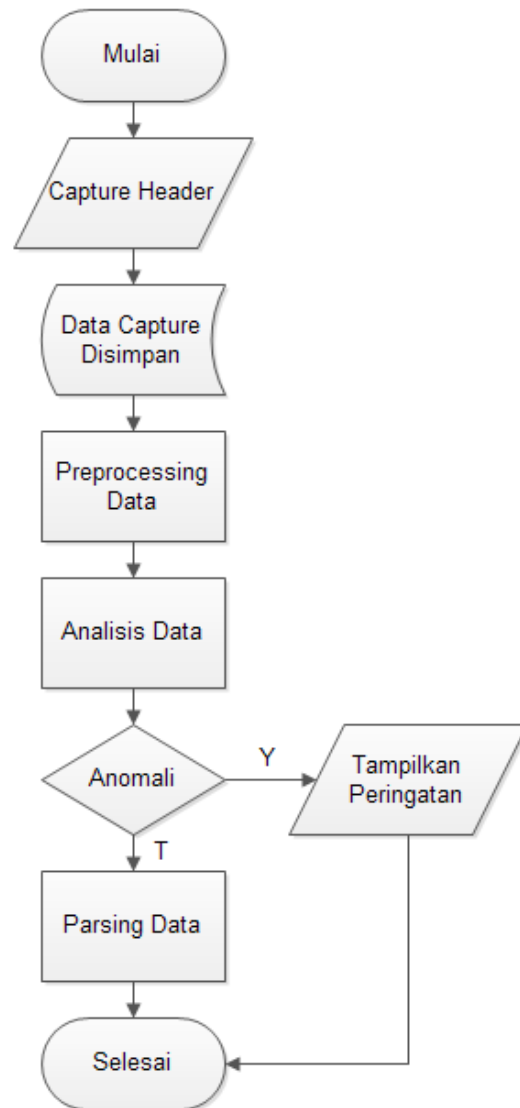 Mulai
Capture Header
Data Capture
Disimpan
Preprocessing
Data
Analisis Data
Anomali
Y
Tampilkan
Peringatan
T
Parsing Data
Selesai